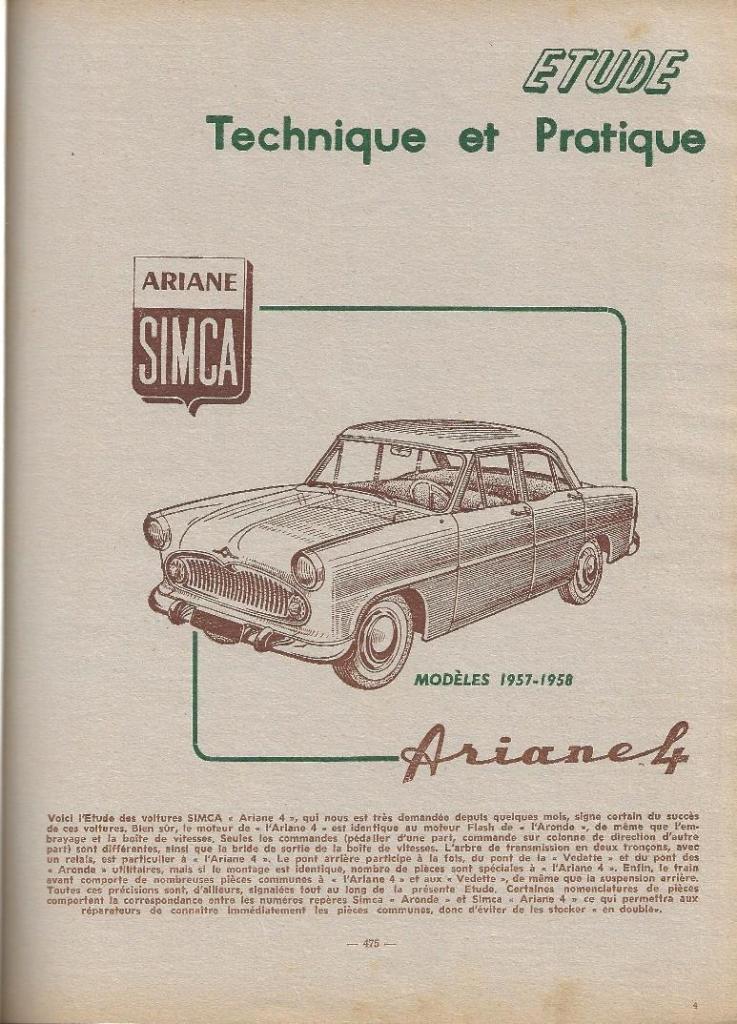 ETUDE
Technique et Pratique
ARIANE
SIMCA
MODÈLES 1957-1958
Ariane 4
Voici l'Etude des voitures SIMCA « Ariane 4 », qui nous est très demandée depuis quelques mois, signe certain du succès
de ces voitures. Bien sûr, le moteur de « l'Ariane 4 » est identique au moteur Flash de « l'Aronde », de même que l'em-
brayage et la boîte de vitesses. Seules les commandes (pédalier d'une part, commande sur colonne de direction d'autre
part) sont différentes, ainsi que la bride de sortie de la boîte de vitesses. L'arbre de transmission en deux tronçons, avec
un relais, est particulier à « l'Ariane 4 ». Le pont arrière participe à la fois, du pont de la « Vedette » et du pont des
« Aronde » utilitaires, mais si le montage est identique, nombre de pièces sont spéciales à « l'Ariane 4 ». Enfin, le train
avant comporte de nombreuses pièces communes à « l'Ariane 4 » et aux « Vedette », de même que la suspension arrière.
Toutes ces précisions sont, d'ailleurs, signalées tout au long de la présente Etude. Certaines nomenclatures de pièces
comportent la correspondance entre les numéros repères Simca « Aronde » et Simca « Ariane 4 » ce qui permettra aux
réparateurs de connaître immédiatement les pièces communes, donc d'éviter de les stocker « en double».
— 475 —
4